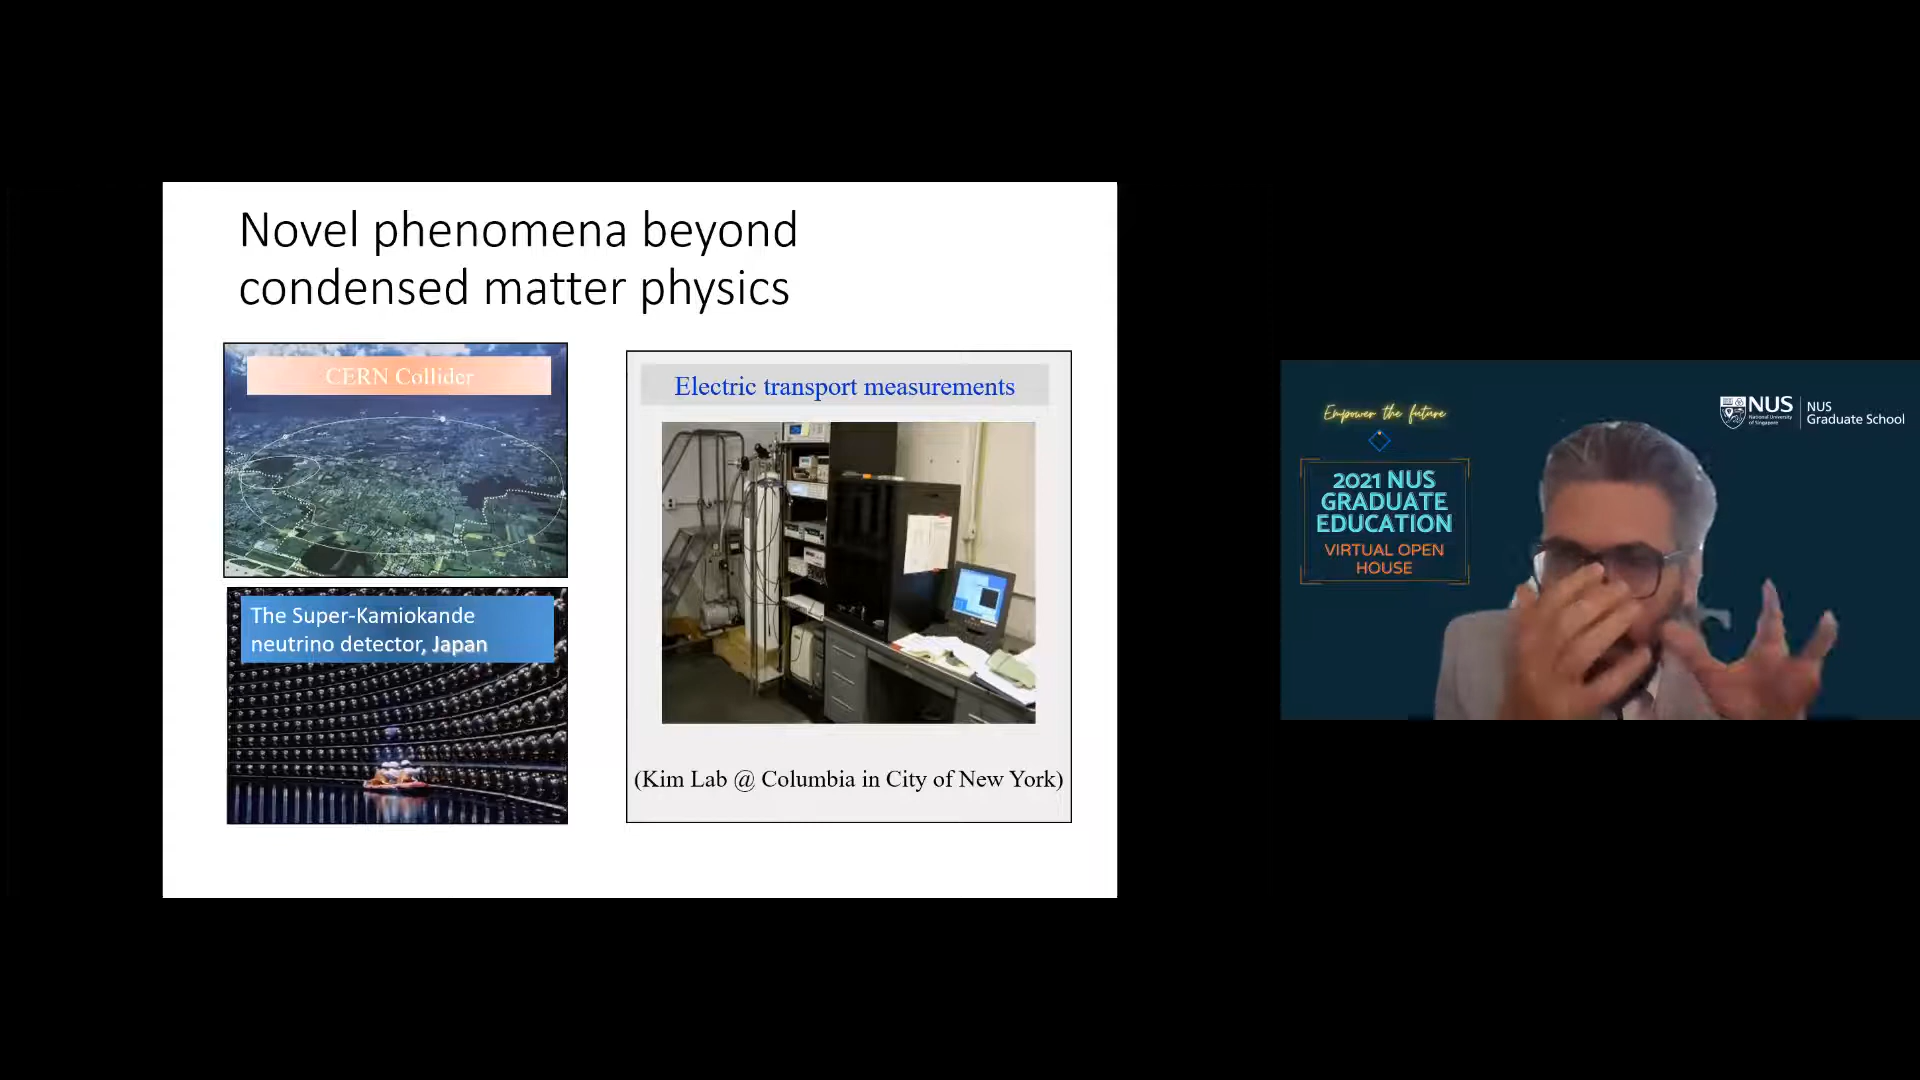 Novel phenomena beyond
condensed matter physics
CERN Collider
The Super-Kamiokande
neutrino detector, Japan
Electric transport measurements
(Kim Lab @ Columbia in City of New York)
Empower the future
2021 NUS
GRADUATE
EDUCATION
VIRTUAL OPEN
HOUSE
NUS
National University
of Singapore
NUS
Graduate School